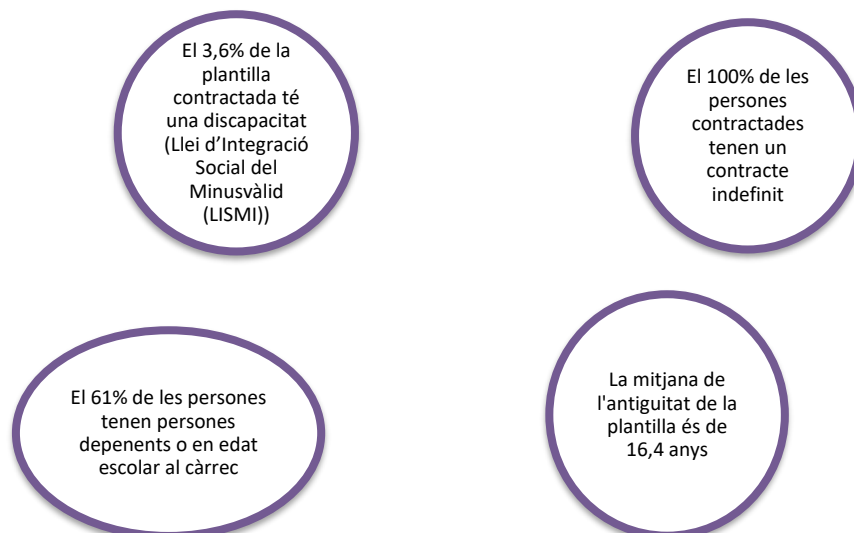 El 3,6% de la
plantilla
contractada té
una discapacitat
(Llei d’Integració
Social del
Minusvàlid
(LISMI))
El 100% de les
persones
contractades
tenen un
contracte
indefinit
El 61% de les persones
tenen persones
depenents o en edat
escolar al càrrec
La mitjana de
l'antiguitat de la
plantilla és de
16,4 anys